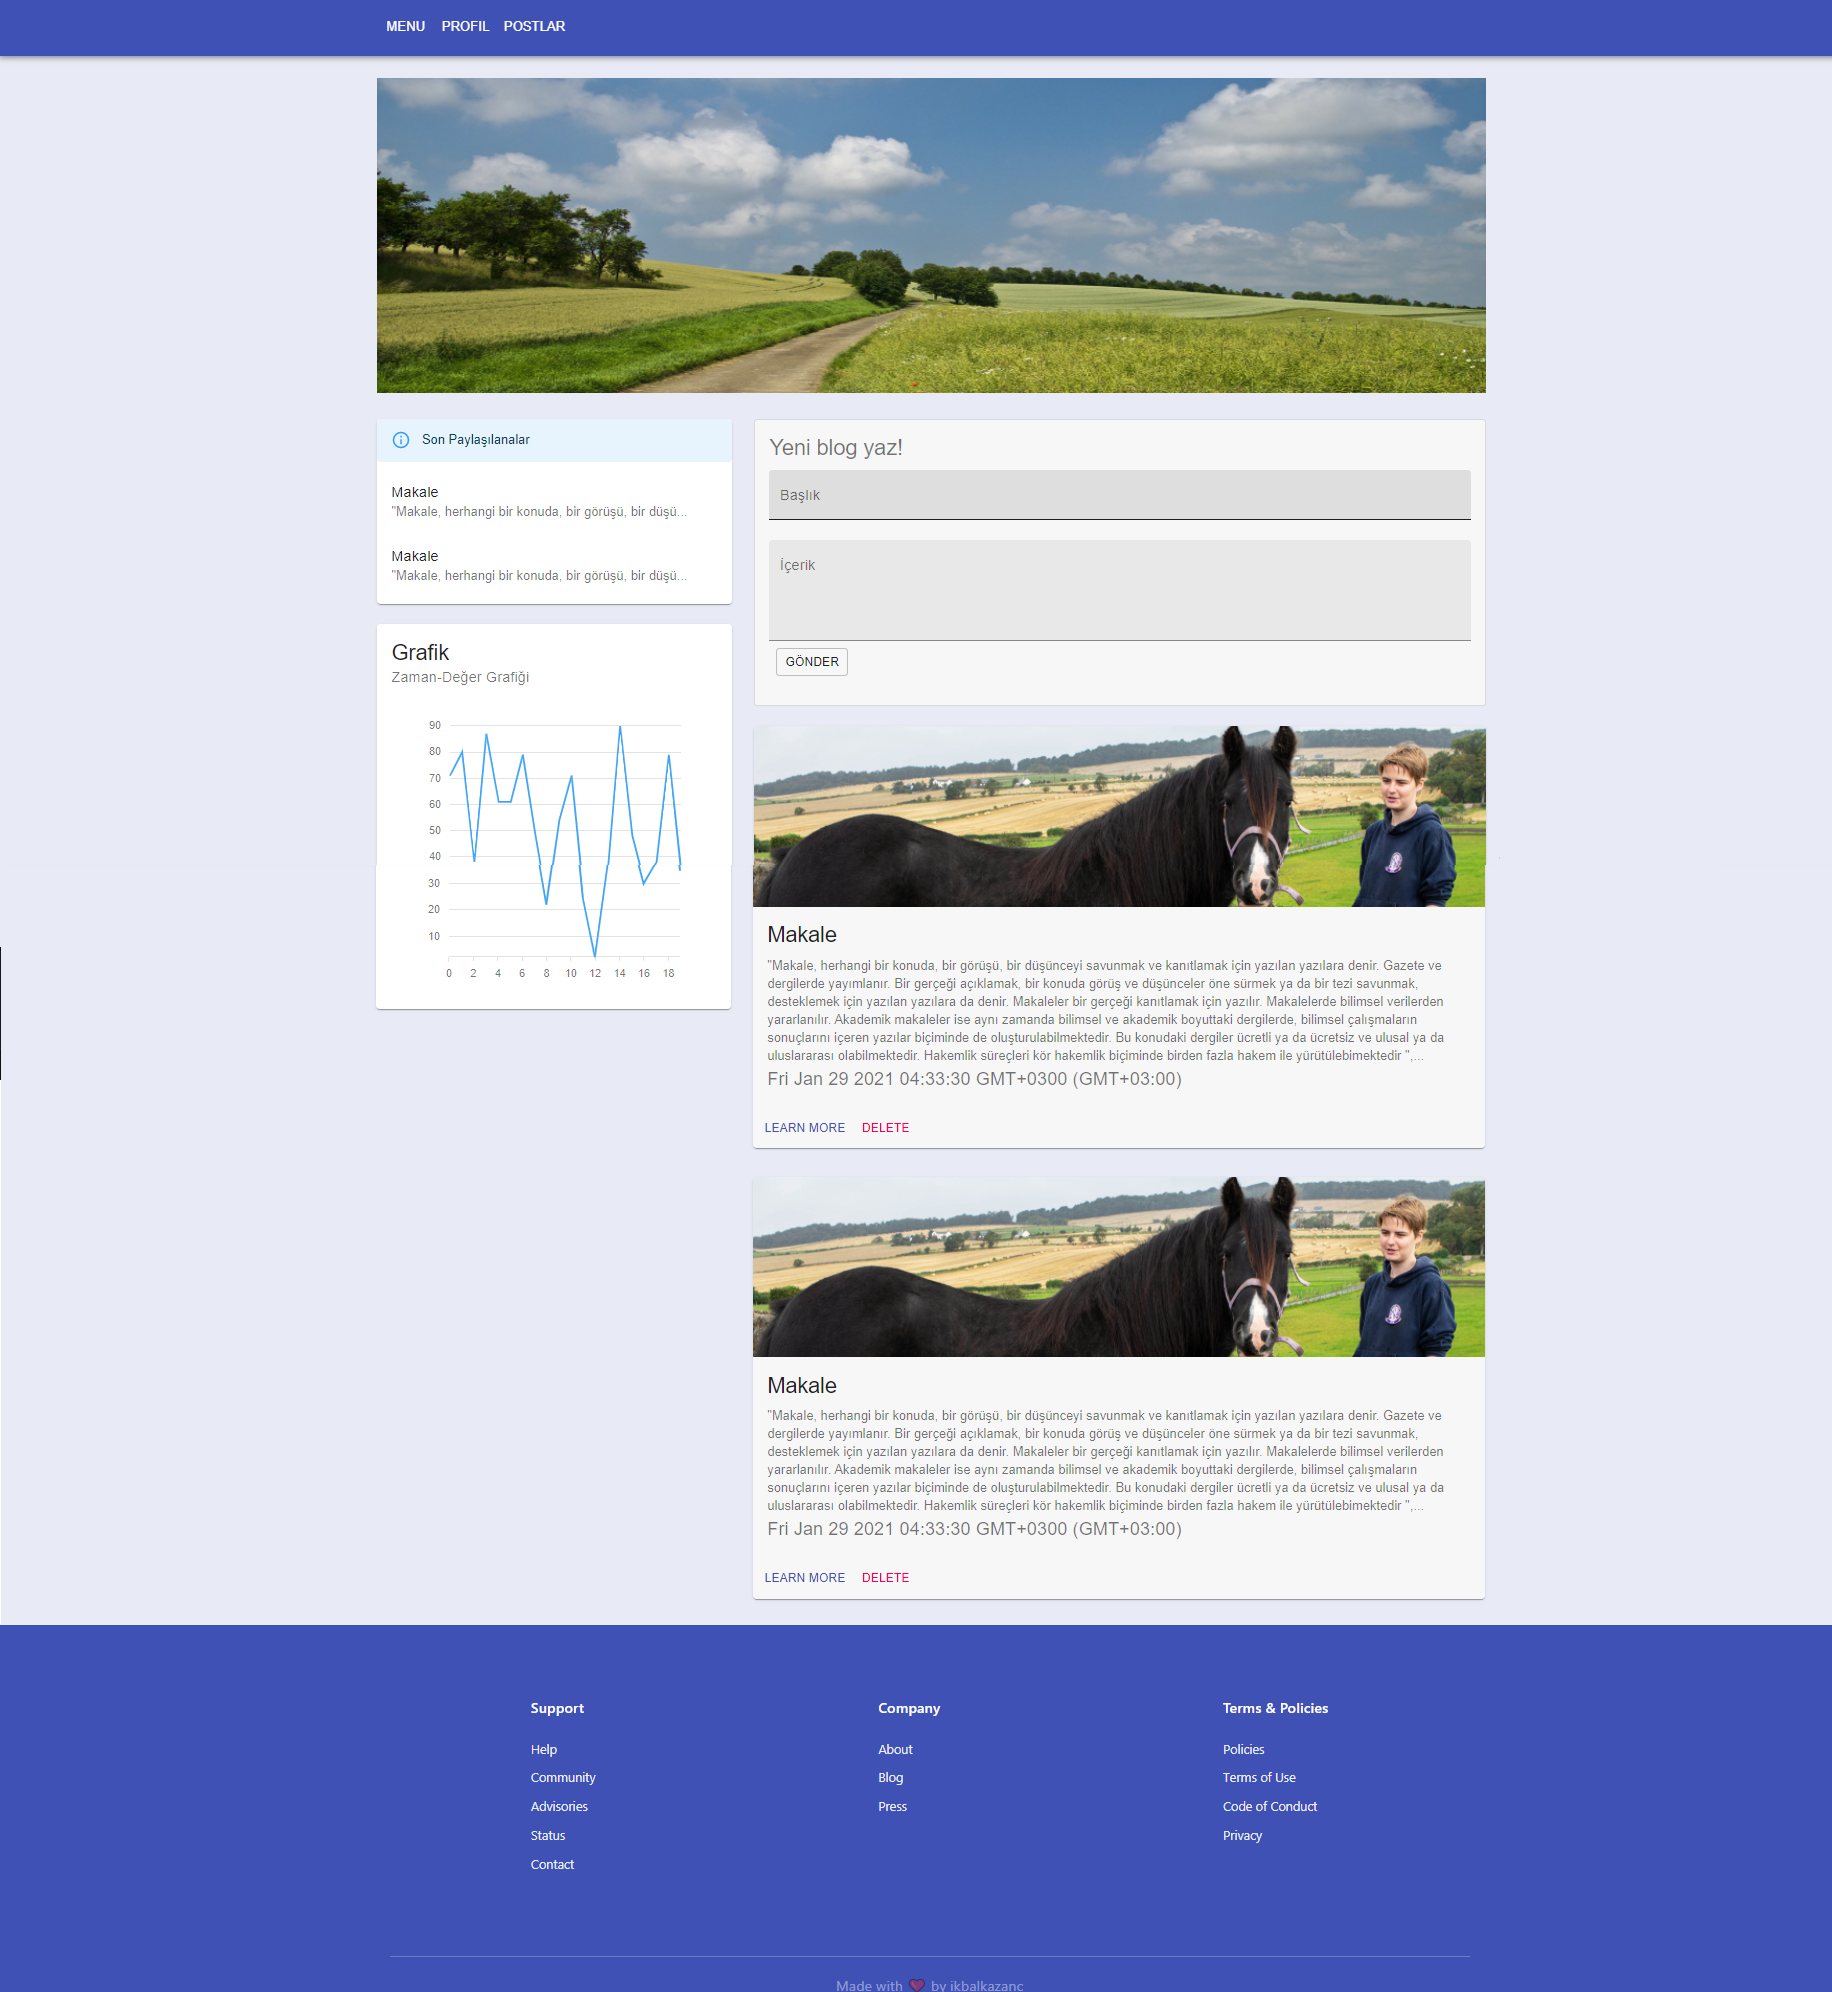 MENU PROFIL POSTLAR
Son Paylaşılanalar
Makale
"Makale, herhangi bir konuda, bir görüşü, bir düşü...
Makale
"Makale, herhangi bir konuda, bir görüşü, bir düşü...
Grafik
Zaman-Değer Grafiği
90
80
70
60
50
40
30
20
10
0 2 4 6 8 10 12 14 16 18
Yeni blog yaz!
Başlık
İçerik
GÖNDER
Makale
"Makale, herhangi bir konuda, bir görüşü, bir düşünceyi savunmak ve kanıtlamak için yazılan yazılara denir. Gazete ve
dergilerde yayımlanır. Bir gerçeği açıklamak, bir konuda görüş ve düşünceler öne sürmek ya da bir tezi savunmak,
desteklemek için yazılan yazılara da denir. Makaleler bir gerçeği kanıtlamak için yazılır. Makalelerde bilimsel verilerden
yararlanılır. Akademik makaleler ise aynı zamanda bilimsel ve akademik boyuttaki dergilerde, bilimsel çalışmaların
sonuçlarını içeren yazılar biçiminde de oluşturulabilmektedir. Bu konudaki dergiler ücretli ya da ücretsiz ve ulusal ya da
uluslararası olabilmektedir. Hakemlik süreçleri kör hakemlik biçiminde birden fazla hakem ile yürütülebimektedir ",...
Fri Jan 29 2021 04:33:30 GMT+0300 (GMT+03:00)
LEARN MORE DELETE
Makale
"Makale, herhangi bir konuda, bir görüşü, bir düşünceyi savunmak ve kanıtlamak için yazılan yazılara denir. Gazete ve
dergilerde yayımlanır. Bir gerçeği açıklamak, bir konuda görüş ve düşünceler öne sürmek ya da bir tezi savunmak,
desteklemek için yazılan yazılara da denir. Makaleler bir gerçeği kanıtlamak için yazılır. Makalelerde bilimsel verilerden
yararlanılır. Akademik makaleler ise aynı zamanda bilimsel ve akademik boyuttaki dergilerde, bilimsel çalışmaların
sonuçlarını içeren yazılar biçiminde de oluşturulabilmektedir. Bu konudaki dergiler ücretli ya da ücretsiz ve ulusal ya da
uluslararası olabilmektedir. Hakemlik süreçleri kör hakemlik biçiminde birden fazla hakem ile yürütülebimektedir ",...
Fri Jan 29 2021 04:33:30 GMT+0300 (GMT+03:00)
LEARN MORE DELETE
Support
Help
Community
Advisories
Status
Contact
Company
About
Blog
Press
Terms & Policies
Policies
Terms of Use
Code of Conduct
Privacy
Made with ❤ by ikbalkazanc